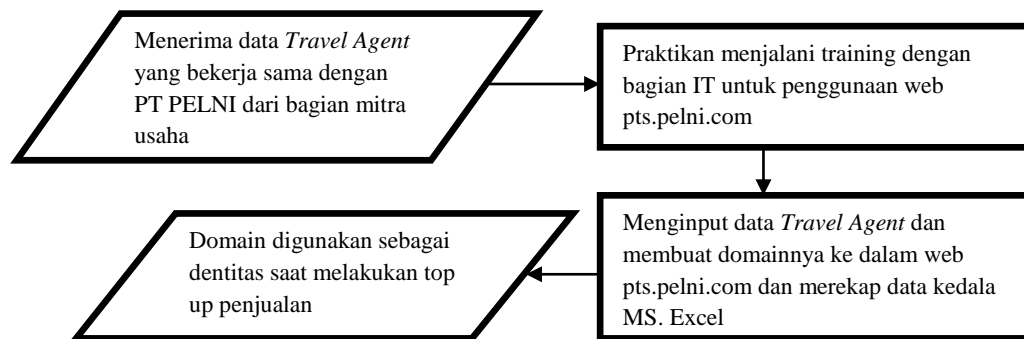 Menerima data Travel Agent
yang bekerja sama dengan
PT PELNI dari bagian mitra
usaha
Praktikan menjalani training dengan
bagian IT untuk penggunaan web
pts.pelni.com
Menginput data Travel Agent dan
membuat domainnya ke dalam web
pts.pelni.com dan merekap data kedala
MS. Excel
Domain digunakan sebagai
dentitas saat melakukan top
up penjualan